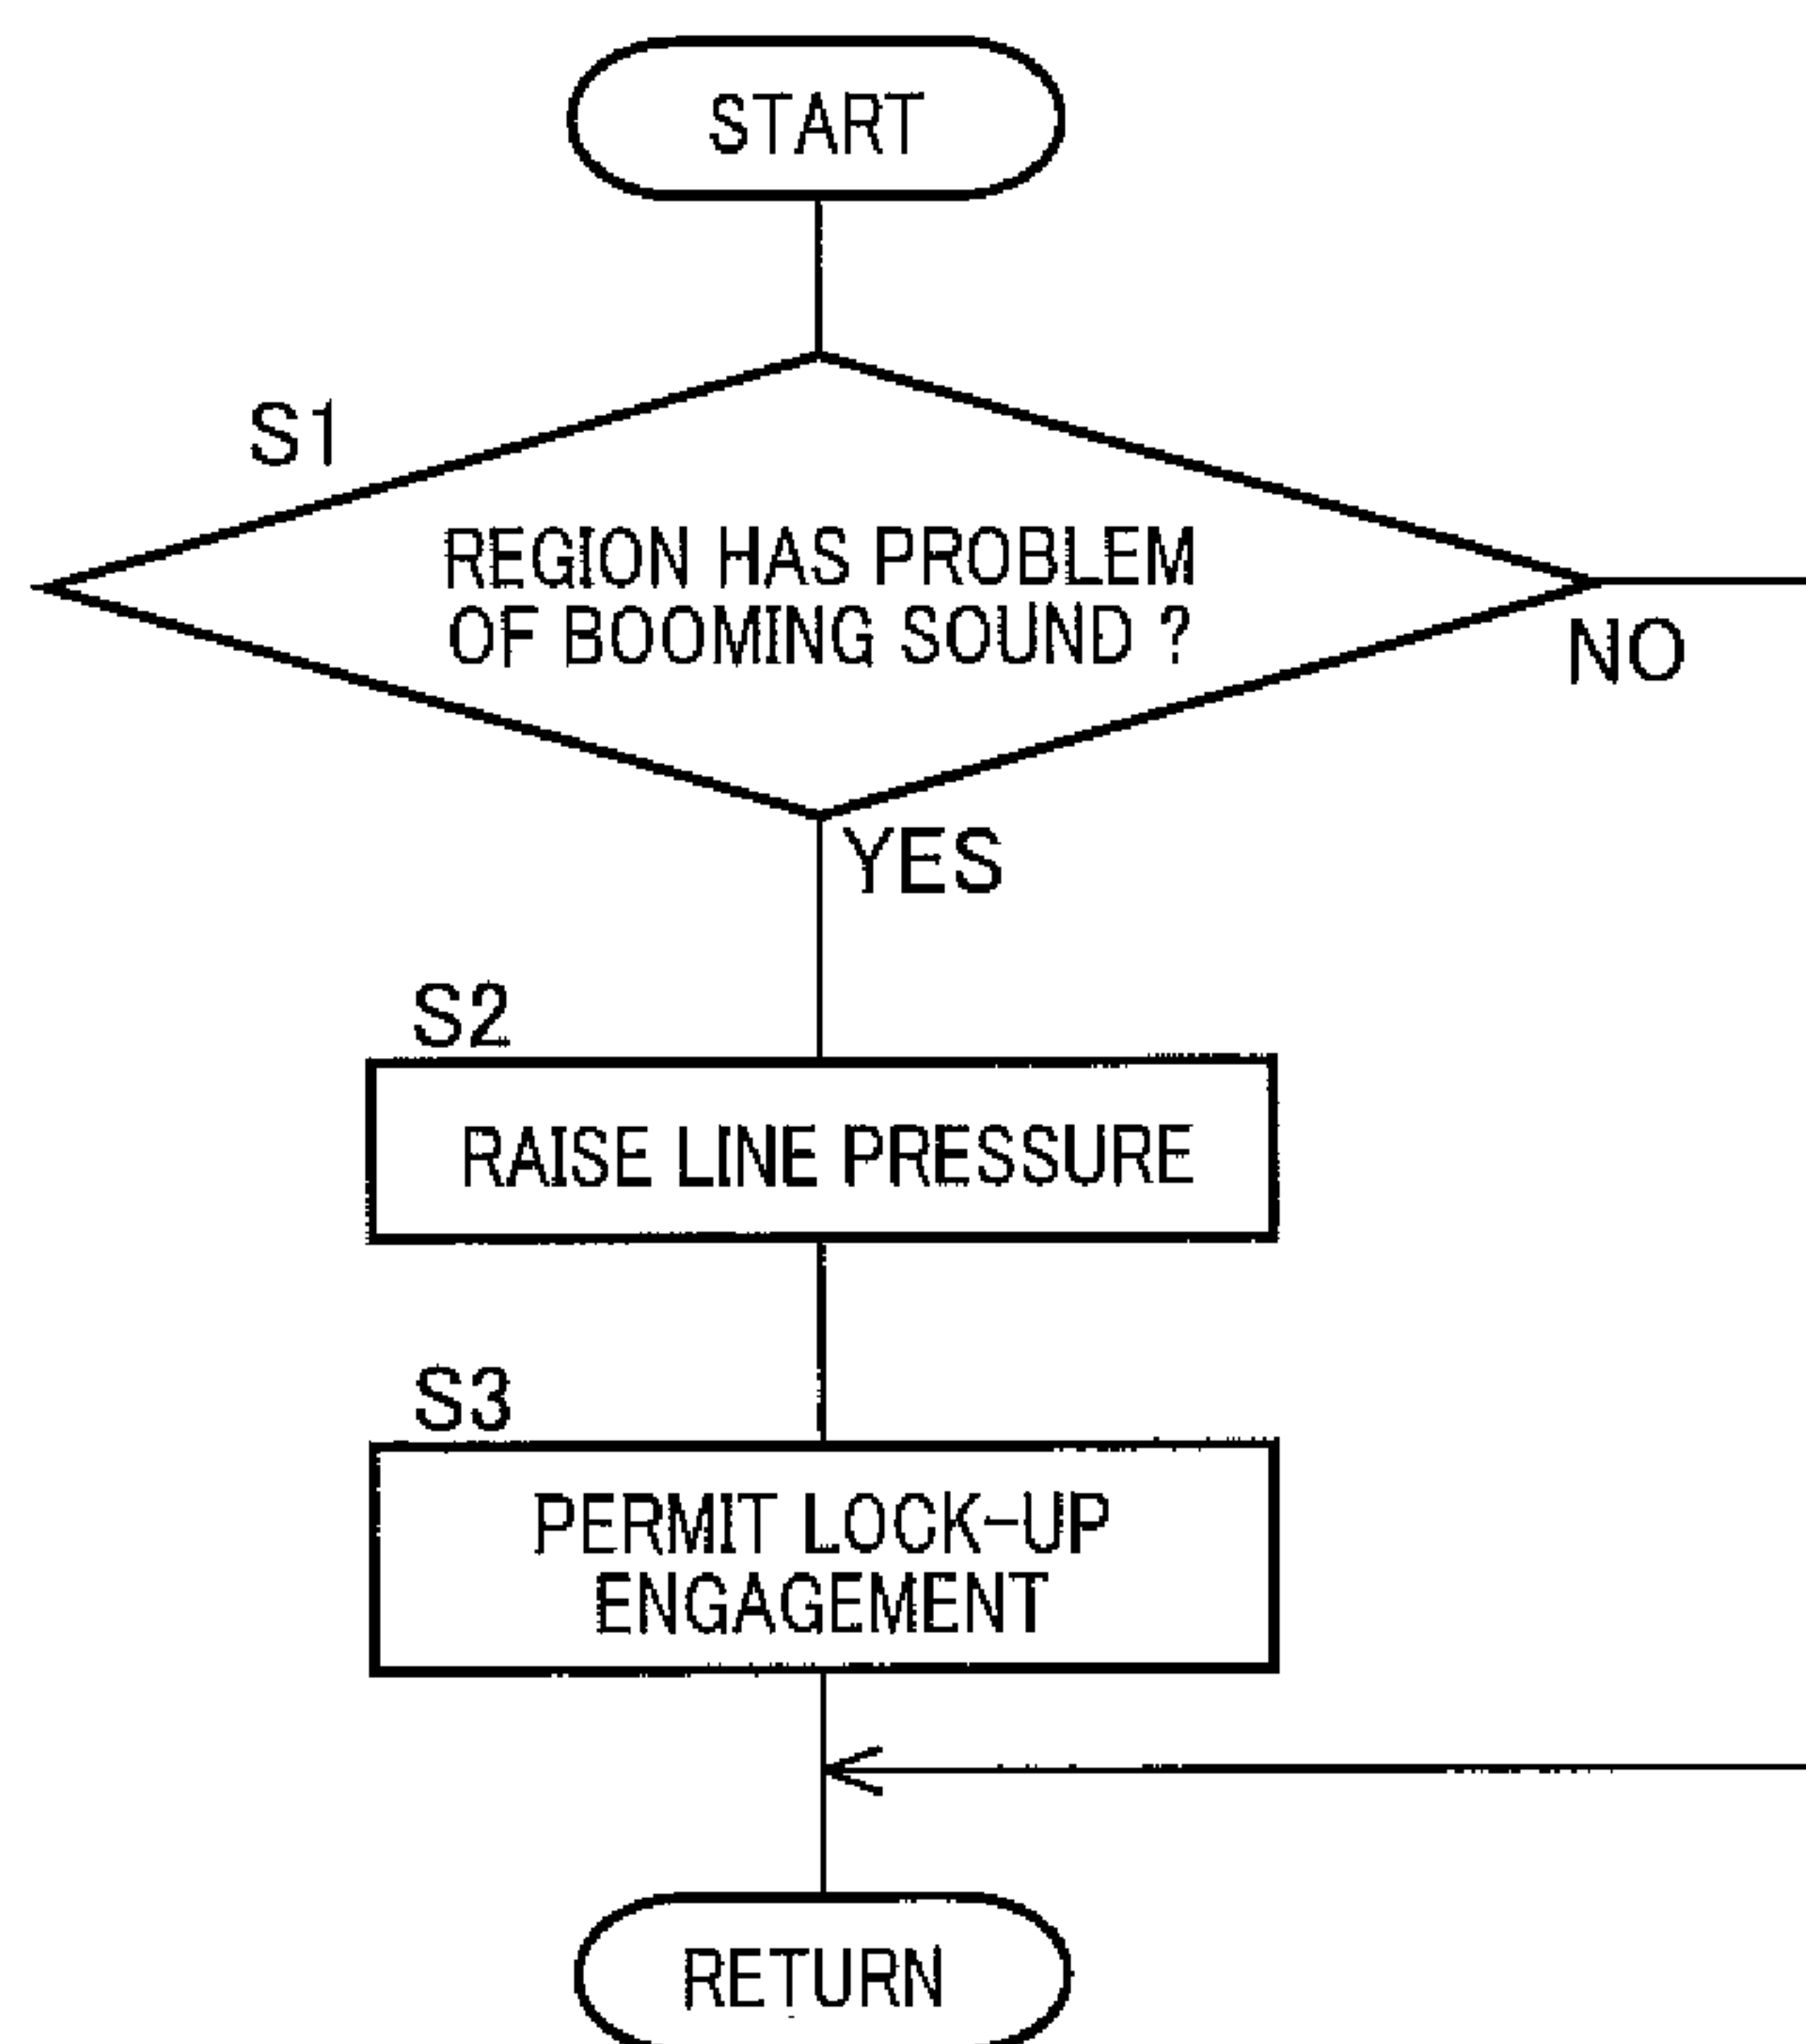 START
S1
REGION HAS PROBLEM
OF BOOMING SOUND ?
NO
YES
S2
RAISE LINE PRESSURE
S3
PERMIT LOCK-UP
ENGAGEMENT
RETURN